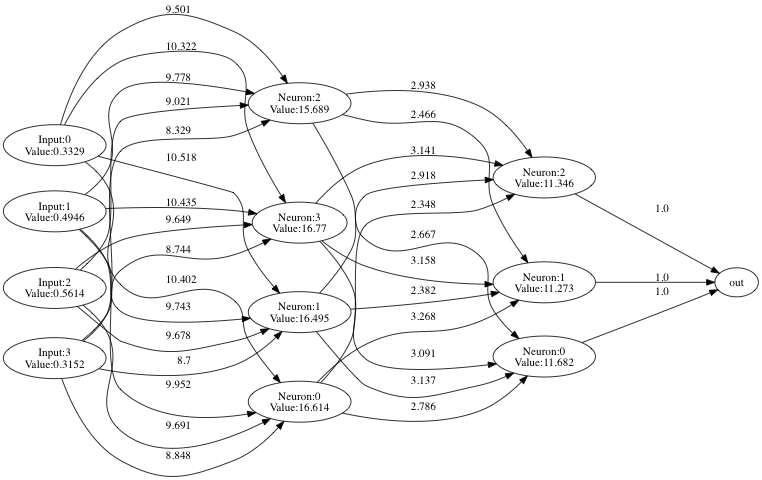 9.501
10.322
9.778
9.021
8.329
10.518
10.435
9.649
8.744
10.402
9.743
9.678
8.7
9.952
9.691
8.848
Input:0
Value:0.3329
Input:1
Value:0.4946
Input:2
Value:0.5614
Input:3
Value:0.3152
Neuron:2
Value:15.689
Neuron:3
Value:16.77
Neuron:1
Value:16.495
Neuron:0
Value:16.614
2.938
2.466
3.141
2.918
2.348
2.667
3.158
2.382
3.268
3.091
3.137
2.786
Neuron:2
Value:11.346
Neuron:1
Value:11.273
Neuron:0
Value:11.682
1.0
1.0
1.0
out